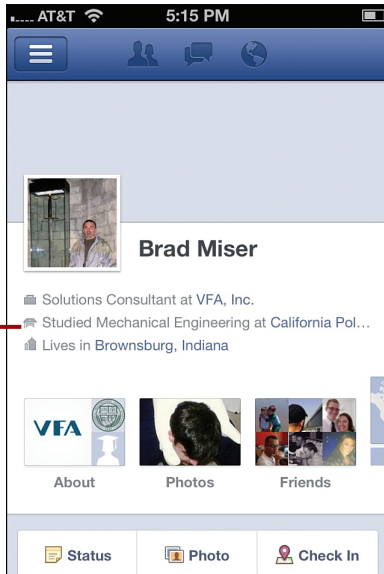 AT&T 5:15 PM
Brad Miser
Solutions Consultant at VFA, Inc.
Studied Mechanical Engineering at California Pol…
Lives in Brownsburg, Indiana
VFA
About Photos Friends
Status Photo Check In